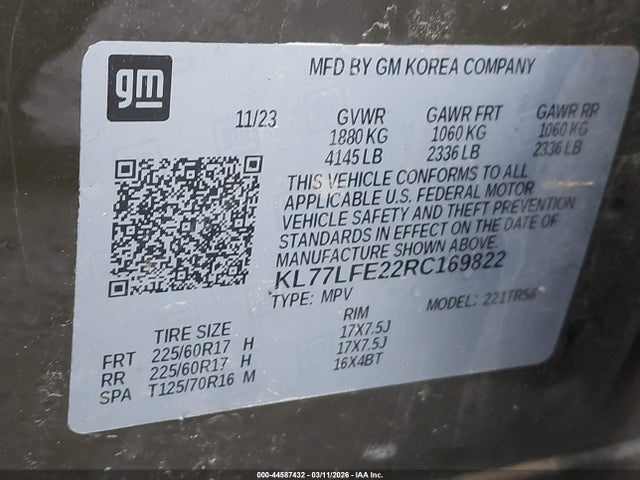 gm
MFD BY GM KOREA COMPANY
11/23 GVWR GAWR FRT GAWR RR
1880 KG 1060 KG 1060 KG
4145 LB 2336 LB 2336 LB
THIS VEHICLE CONFORMS TO ALL
APPLICABLE U.S. FEDERAL MOTOR
VEHICLE SAFETY AND THEFT PREVENTION
STANDARDS IN EFFECT ON THE DATE OF
MANUFACTURE SHOWN ABOVE.
KL77LFE22RC169822
TYPE: MPV MODEL: 221TR58
TIRE SIZE RIM
FRT 225/60R17 H 17X7.5J
RR 225/60R17 H 17X7.5J
SPA T125/70R16 M 16X4BT
000-44587432 - 03/11/2026 - IAA Inc.